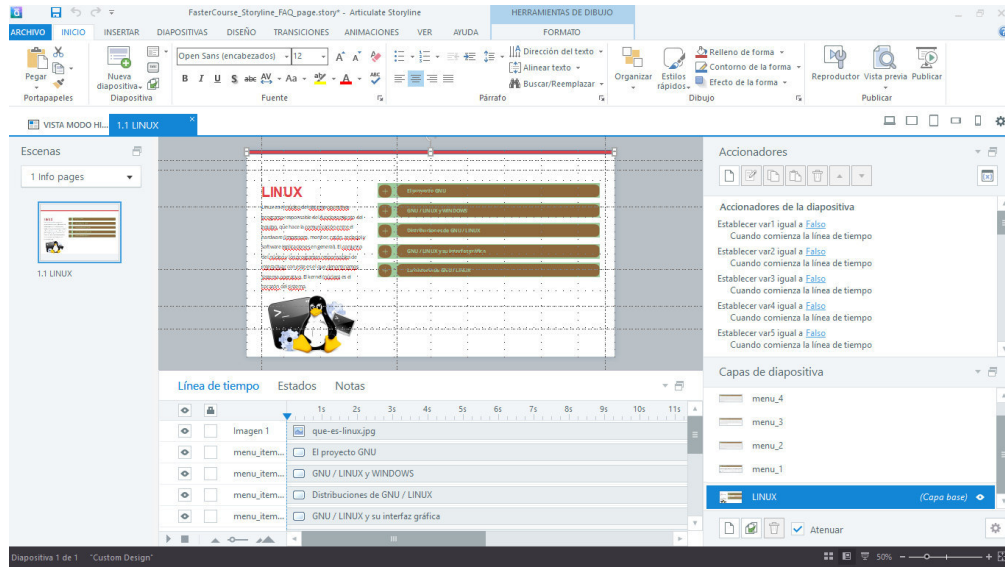 FasterCourse_Storyline_FAQ_page.story* - Articulate Storyline
HERRAMIENTAS DE DIBUJO
ARCHIVO INICIO INSERTAR DIAPOSITIVAS DISEÑO TRANSICIONES ANIMACIONES VER AYUDA FORMATO
Open Sans (encabezados) 12
Pegar
Nueva diapositiva
Portapapeles
Diapositiva
B I U S abc AV Aa
Fuente
Dirección del texto
Alinear texto
Buscar/Reemplazar
Párrafo
Organizar
Estilos rápidos
Relleno de forma
Contorno de la forma
Efecto de la forma
Dibujo
Reproductor Vista previa Publicar
Publicar
VISTA MODO HI... 1.1 LINUX
Escenas
1 Info pages
1.1 LINUX
LINUX
El proyecto GNU
GNU / LINUX y WINDOWS
Distribuciones de GNU / LINUX
GNU / LINUX y su interfaz gráfica
Línea de tiempo Estados Notas
1s 2s 3s 4s 5s 6s 7s 8s 9s 10s 11s
Imagen 1 que-es-linux.jpg
menu_item... El proyecto GNU
menu_item... GNU / LINUX y WINDOWS
menu_item... Distribuciones de GNU / LINUX
menu_item... GNU / LINUX y su interfaz gráfica
Accionadores
Accionadores de la diapositiva
Establecer var1 igual a Falso
Cuando comienza la línea de tiempo
Establecer var2 igual a Falso
Cuando comienza la línea de tiempo
Establecer var3 igual a Falso
Cuando comienza la línea de tiempo
Establecer var4 igual a Falso
Cuando comienza la línea de tiempo
Establecer var5 igual a Falso
Cuando comienza la línea de tiempo
Capas de diapositiva
menu_4
menu_3
menu_2
menu_1
LINUX (Capa base)
Atenuar
Diapositiva 1 de 1 "Custom Design"
50%